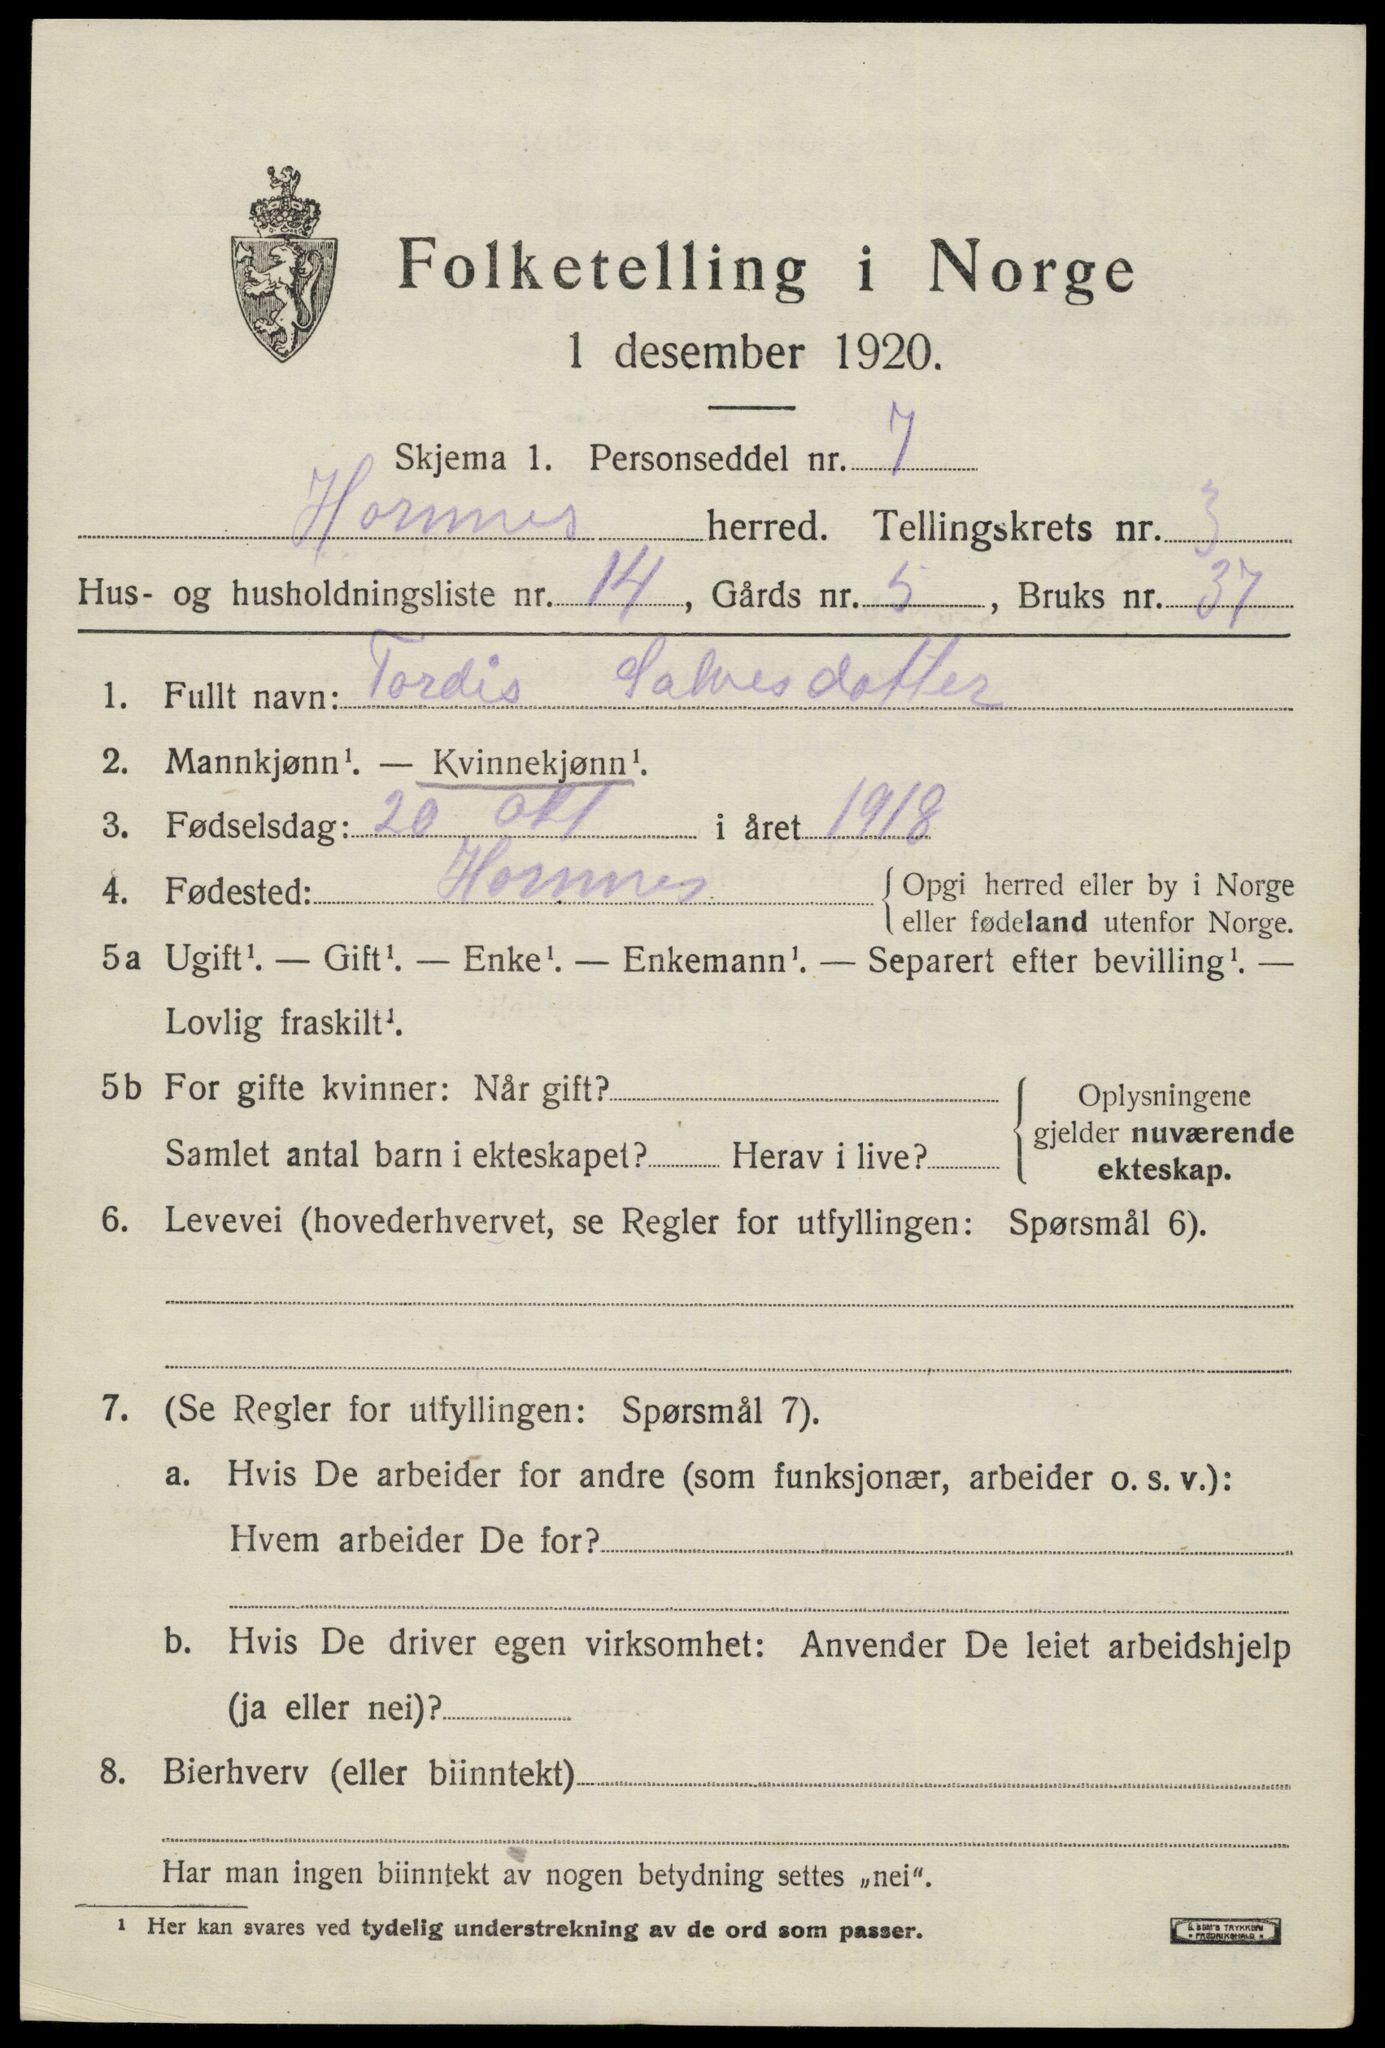 Folketelling i Norge
1 desember 1920.
Skjema 1. Personseddel nr. 7
Hornnes herred. Tellingskrets nr. 3
Hus- og husholdningsliste nr. 14, Gårds nr. 5, Bruks nr. 37
1. Fullt navn: Tordis Salvesdotter
2. Mannkjønn¹. — Kvinnekjønn¹.
3. Fødselsdag: 20 okt i året 1918
4. Fødested: Hornnes { Opgi herred eller by i Norge
eller fødeland utenfor Norge.
5a Ugift¹. — Gift¹. — Enke¹. — Enkemann¹. — Separert efter bevilling¹. —
Lovlig fraskilt¹.
5b For gifte kvinner: Når gift?
Samlet antal barn i ekteskapet? Herav i live?
{ Oplysningene
gjelder nuværende
ekteskap.
6. Levevei (hovederhvervet, se Regler for utfyllingen: Spørsmål 6).
7. (Se Regler for utfyllingen: Spørsmål 7).
a. Hvis De arbeider for andre (som funksjonær, arbeider o. s. v.):
Hvem arbeider De for?
b. Hvis De driver egen virksomhet: Anvender De leiet arbeidshjelp
(ja eller nei)?
8. Bierhverv (eller biinntekt)
Har man ingen biinntekt av nogen betydning settes „nei“.
¹ Her kan svares ved tydelig understrekning av de ord som passer.
TRYKKERI
FREDRIKSHALD